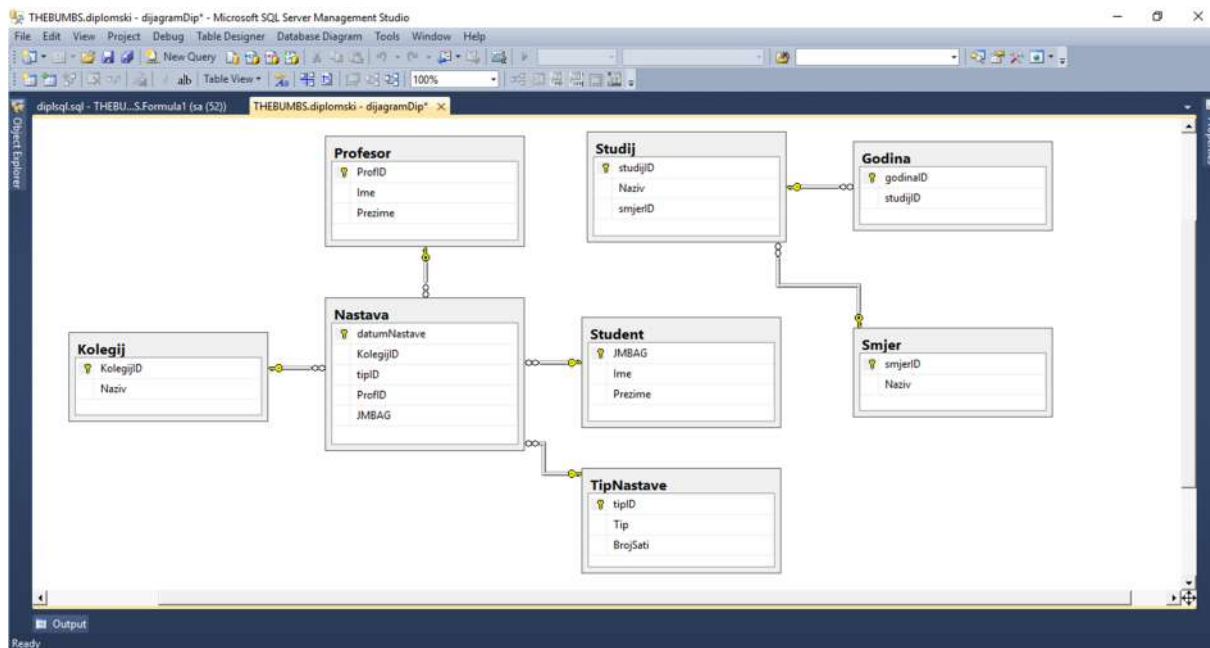 THEBUMBS.diplomski - dijagramDip* - Microsoft SQL Server Management Studio
File Edit View Project Debug Table Designer Database Diagram Tools Window Help
New Query
Table View 100%
diplsql.sql - THEBU...S.Formula1 (sa (52)) THEBUMBS.diplomski - dijagramDip*
Object Explorer
Profesor
ProfID
Ime
Prezime
Studij
studijID
Naziv
smjerID
Godina
godinaID
studijID
Kolegij
KolegijID
Naziv
Nastava
datumNastave
KolegijID
tipID
ProfID
JMBAG
Student
JMBAG
Ime
Prezime
Smjer
smjerID
Naziv
TipNastave
tipID
Tip
BrojSati
Output
Ready